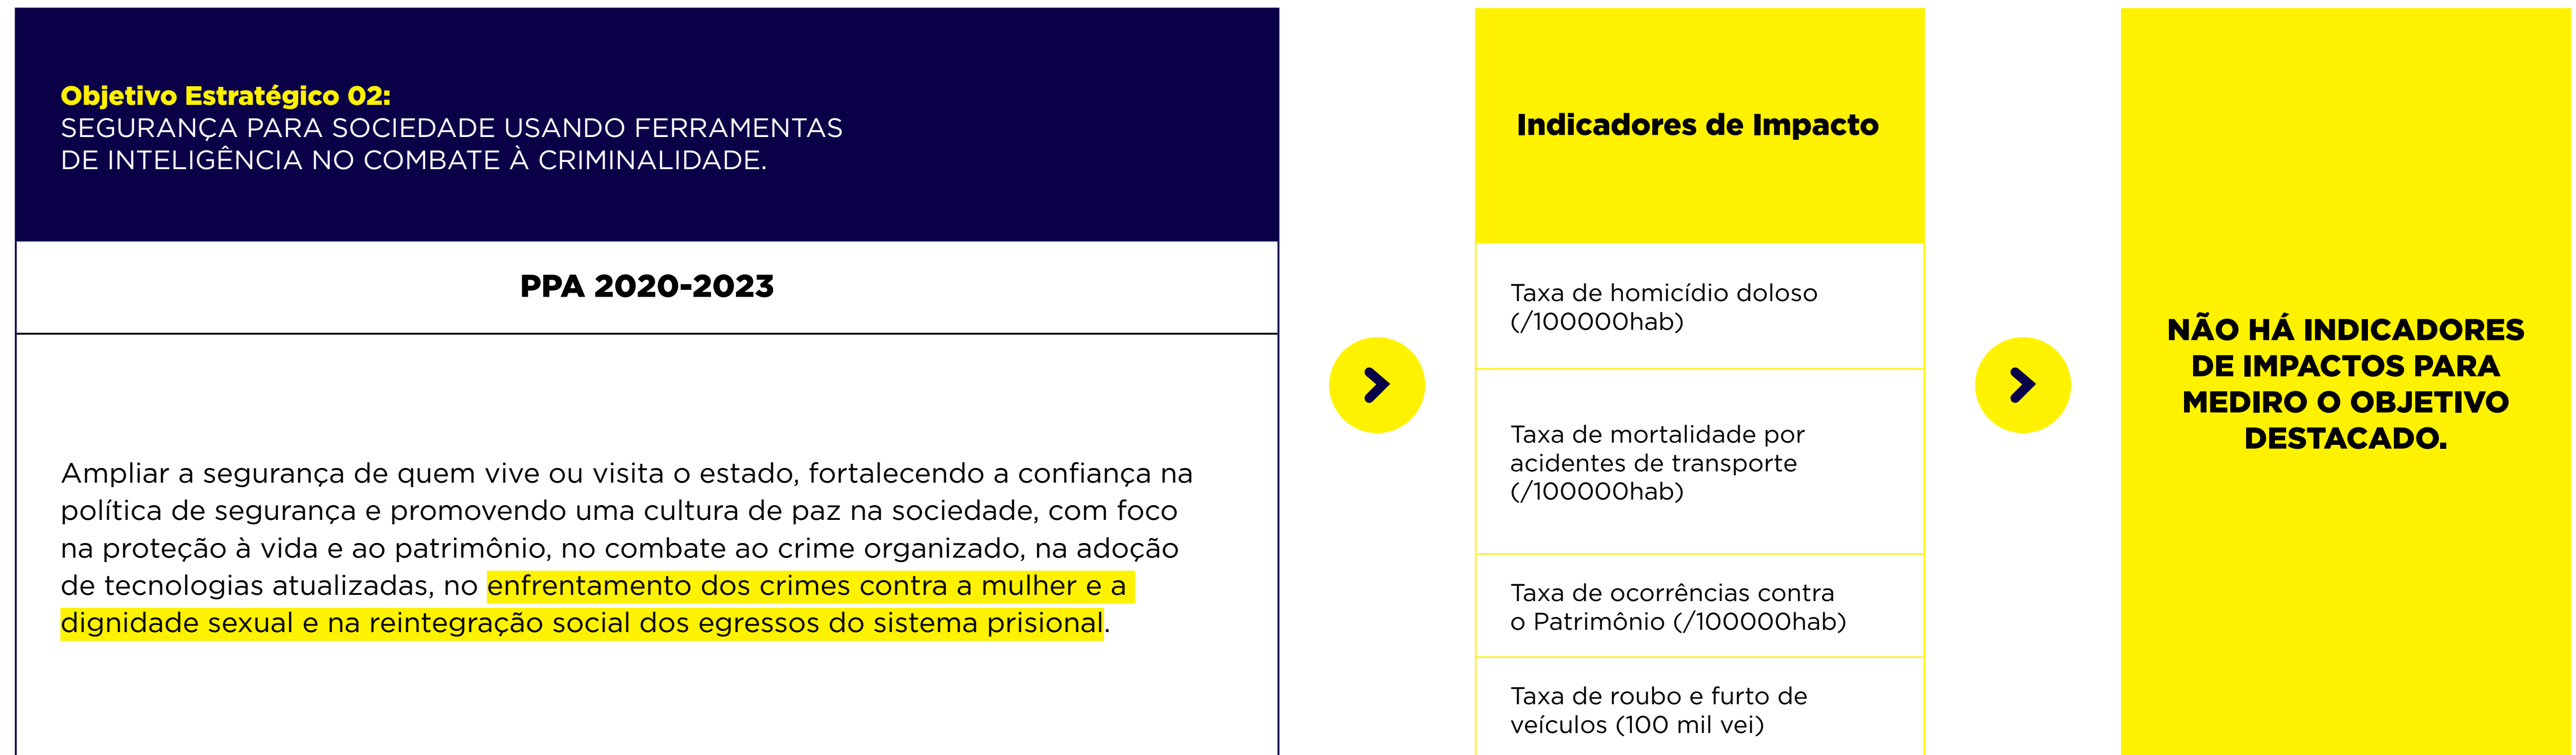 Objetivo Estratégico 02:
SEGURANÇA PARA SOCIEDADE USANDO FERRAMENTAS
DE INTELIGÊNCIA NO COMBATE À CRIMINALIDADE.
PPA 2020-2023
Ampliar a segurança de quem vive ou visita o estado, fortalecendo a confiança na
política de segurança e promovendo uma cultura de paz na sociedade, com foco
na proteção à vida e ao patrimônio, no combate ao crime organizado, na adoção
de tecnologias atualizadas, no enfrentamento dos crimes contra a mulher e a
dignidade sexual e na reintegração social dos egressos do sistema prisional.
Indicadores de Impacto
Taxa de homicídio doloso
(/100000hab)
Taxa de mortalidade por
acidentes de transporte
(/100000hab)
Taxa de ocorrências contra
o Patrimônio (/100000hab)
Taxa de roubo e furto de
veículos (100 mil vei)
NÃO HÁ INDICADORES
DE IMPACTOS PARA
MEDIRO O OBJETIVO
DESTACADO.